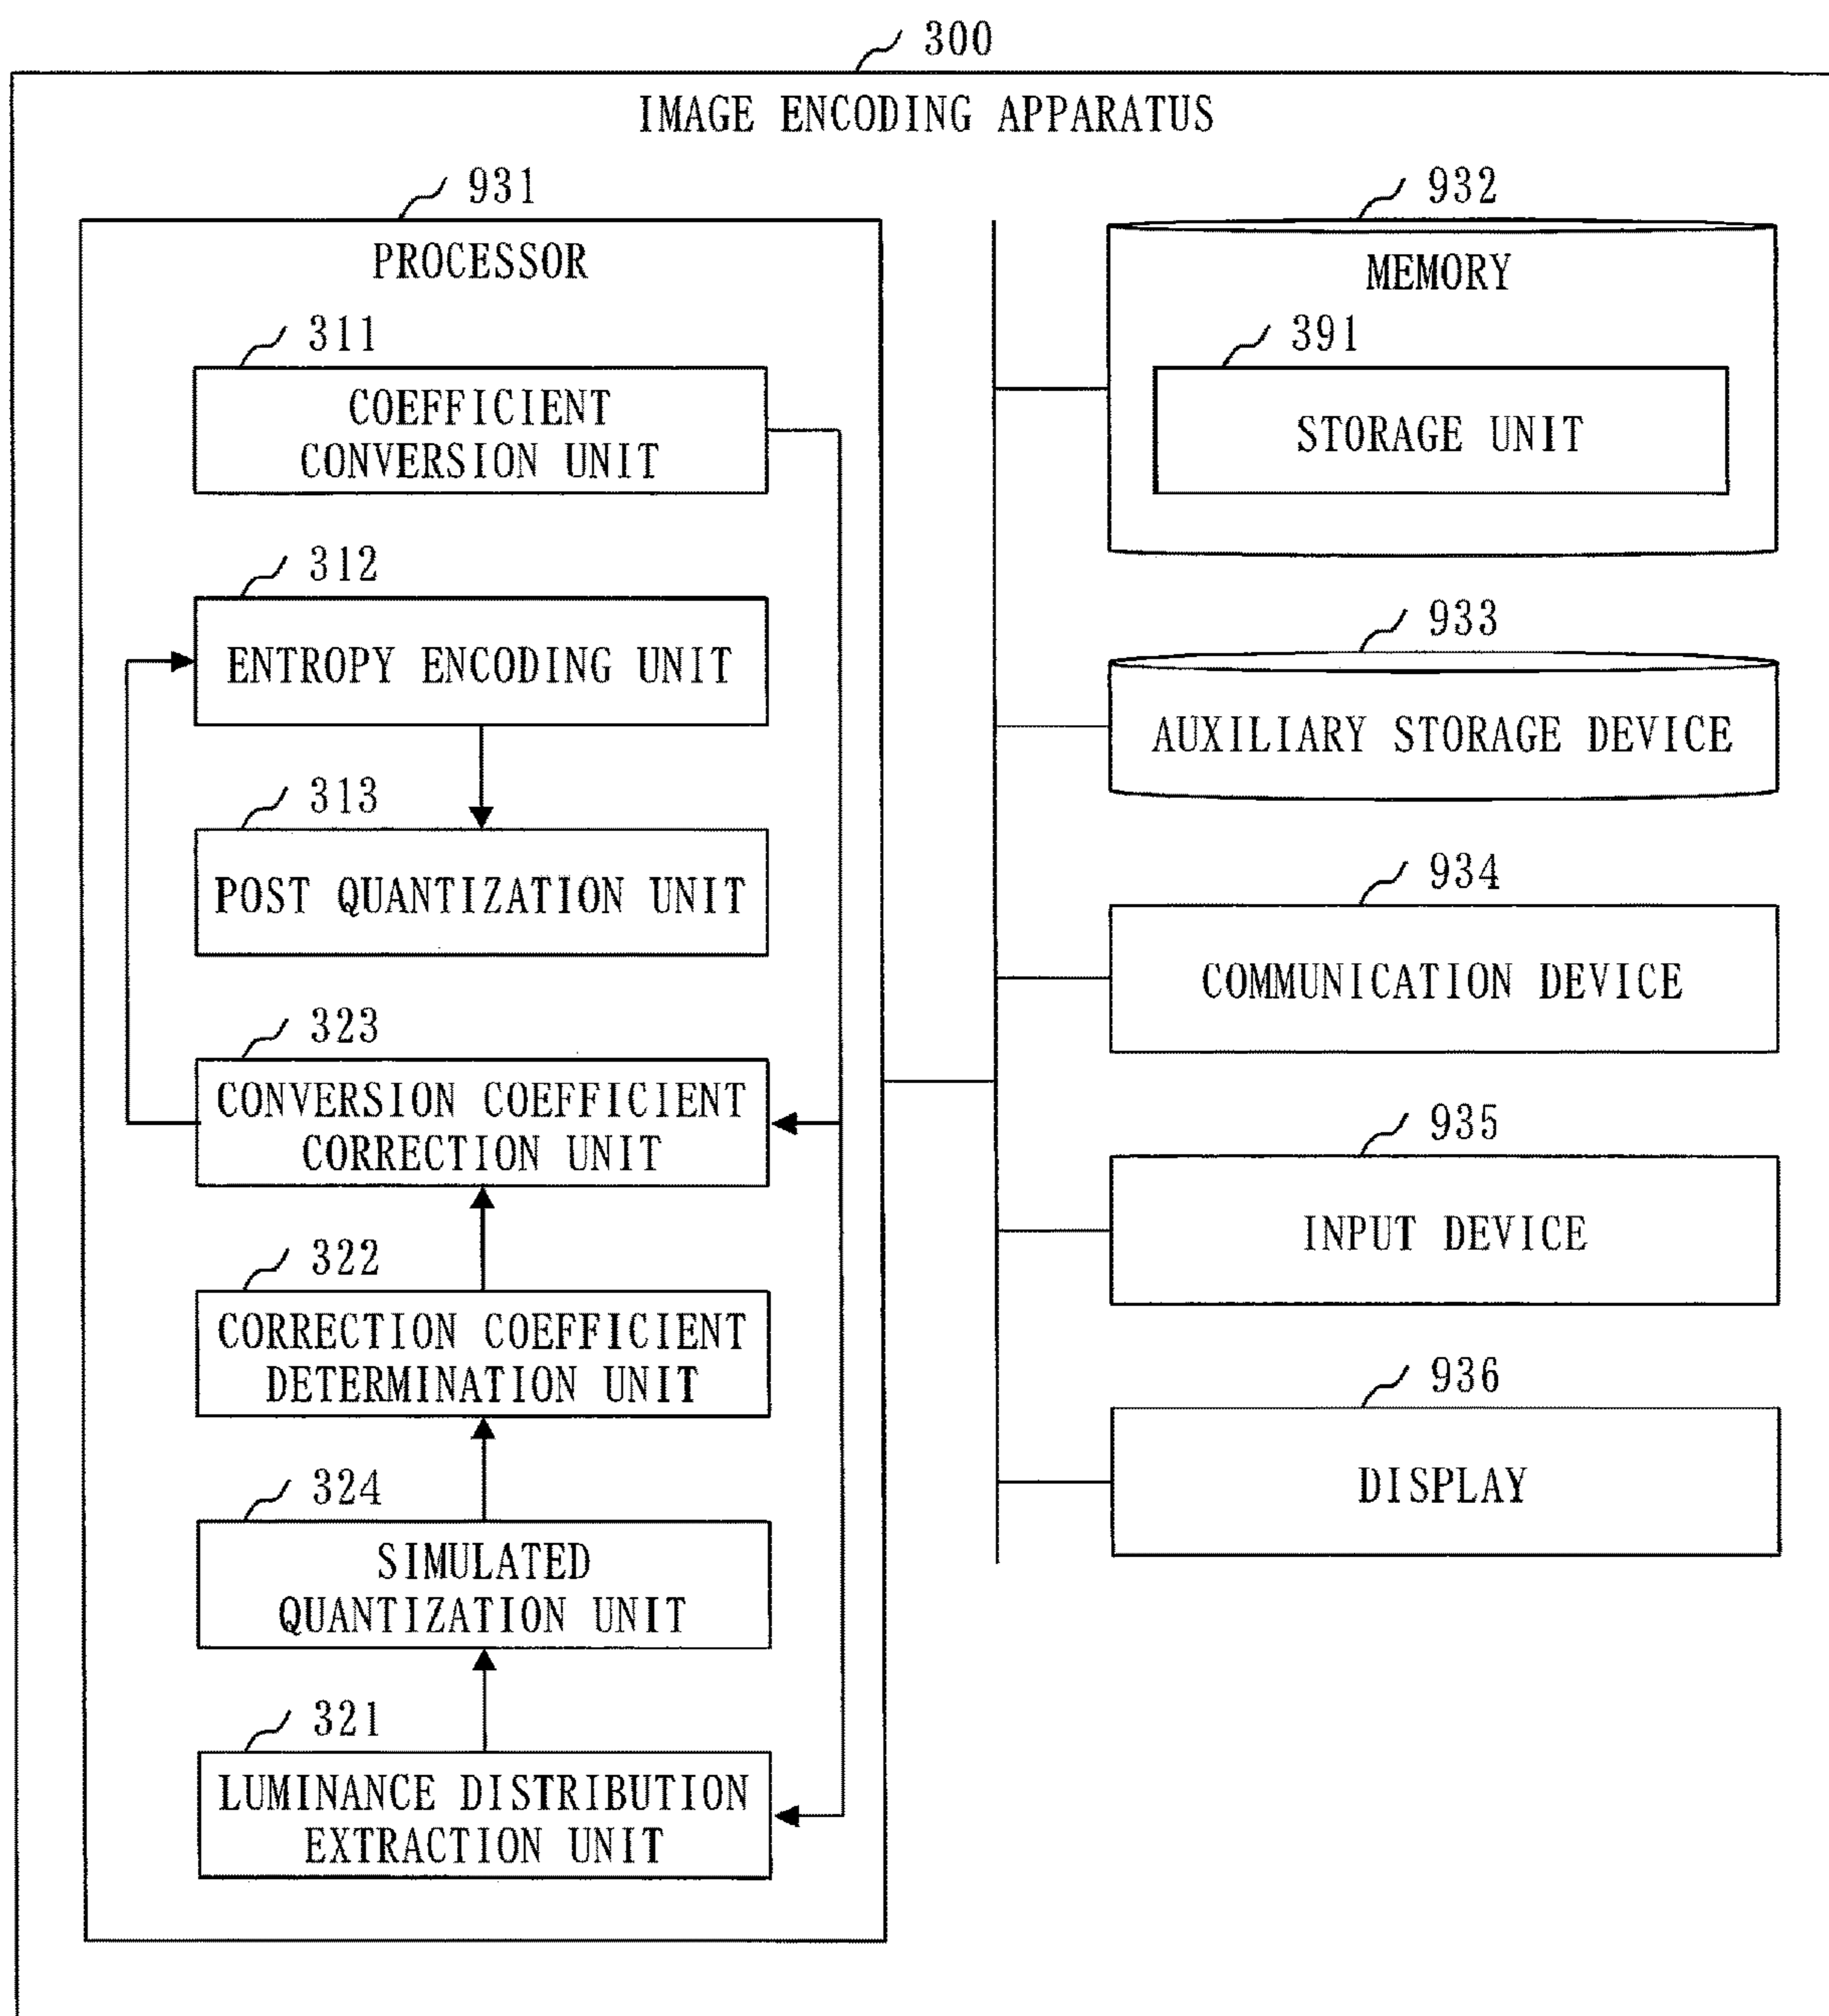 300
IMAGE ENCODING APPARATUS
931
PROCESSOR
311
COEFFICIENT
CONVERSION UNIT
312
ENTROPY ENCODING UNIT
313
POST QUANTIZATION UNIT
323
CONVERSION COEFFICIENT
CORRECTION UNIT
322
CORRECTION COEFFICIENT
DETERMINATION UNIT
324
SIMULATED
QUANTIZATION UNIT
321
LUMINANCE DISTRIBUTION
EXTRACTION UNIT
932
MEMORY
391
STORAGE UNIT
933
AUXILIARY STORAGE DEVICE
934
COMMUNICATION DEVICE
935
INPUT DEVICE
936
DISPLAY